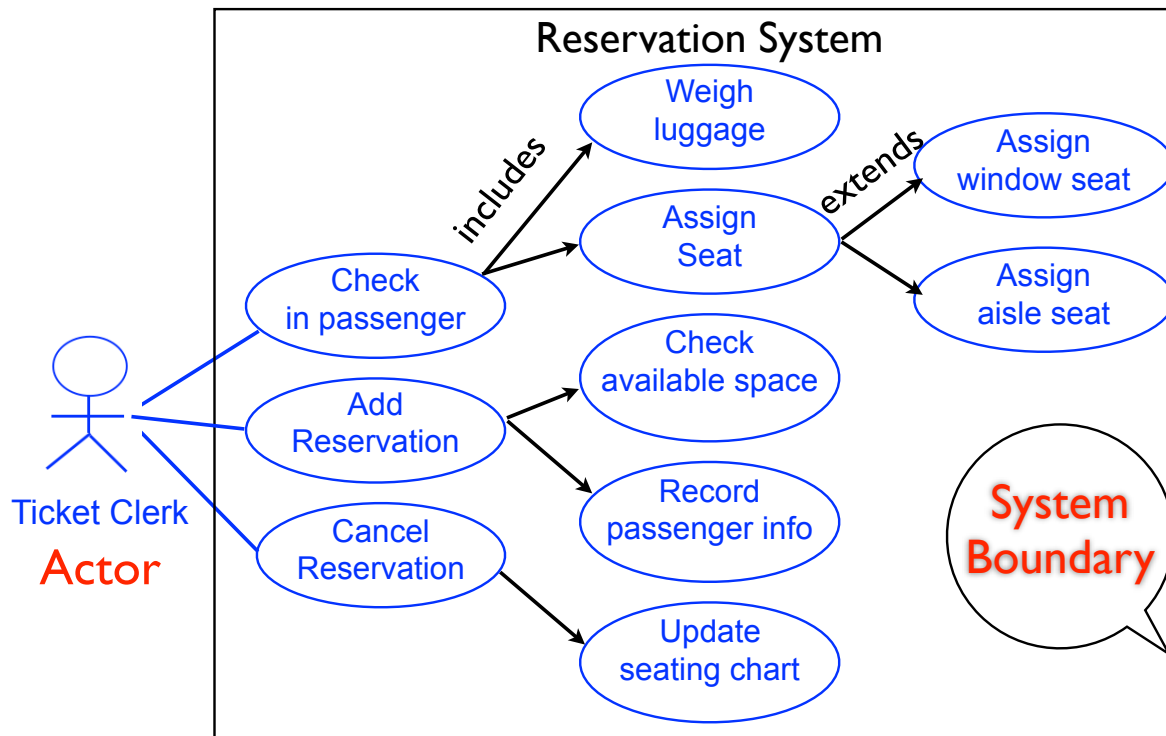 Reservation System
Weigh
luggage
includes
extends
Assign
window seat
Assign
Seat
Assign
aisle seat
Check
in passenger
Check
available space
Add
Reservation
Record
passenger info
Ticket Clerk
Actor
Cancel
Reservation
Update
seating chart
System
Boundary